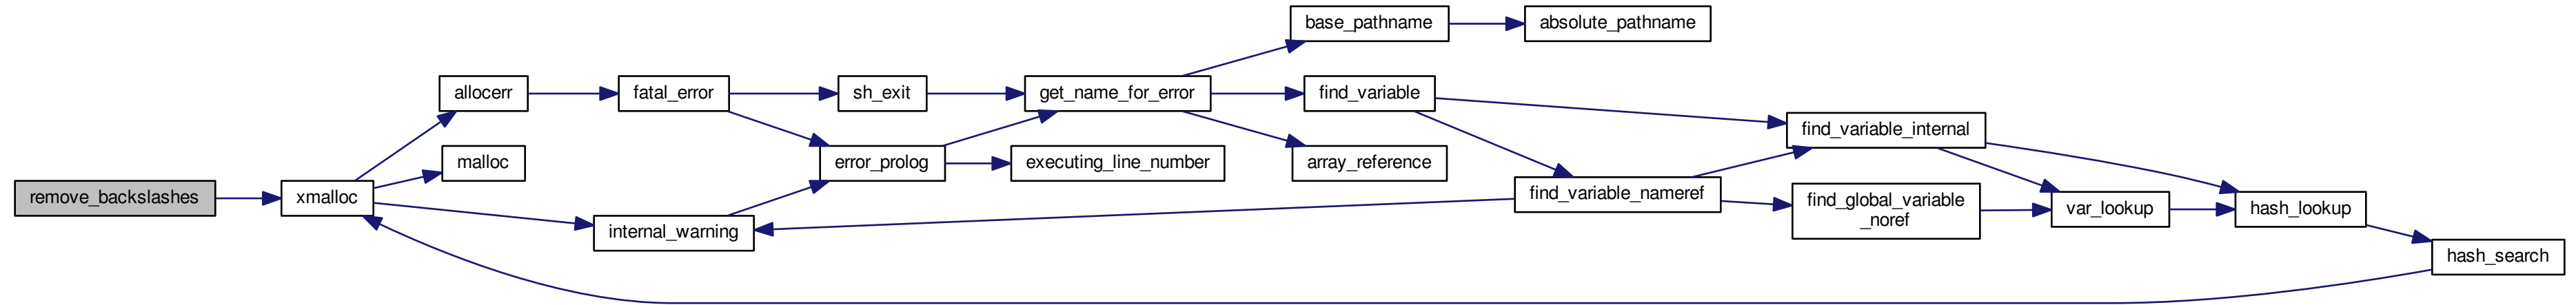 base_pathname
absolute_pathname
allocerr
fatal_error
sh_exit
get_name_for_error
find_variable
find_variable_internal
malloc
error_prolog
executing_line_number
array_reference
remove_backslashes
xmalloc
find_variable_nameref
find_global_variable
_noref
var_lookup
hash_lookup
internal_warning
hash_search